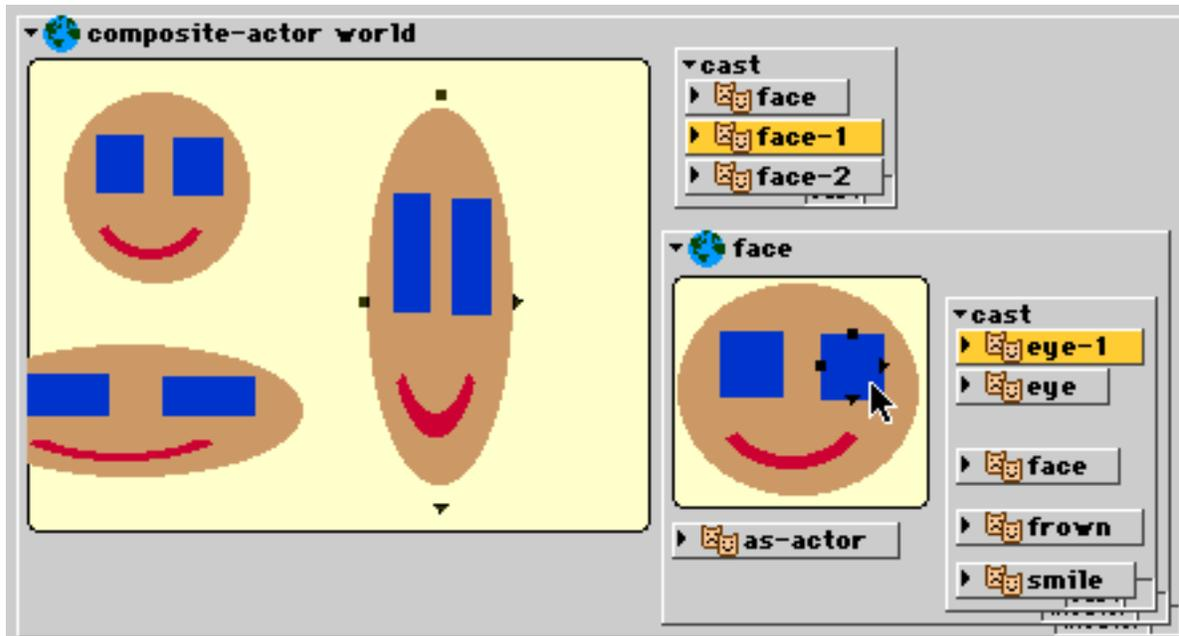 composite-actor world
cast
face
face-1
face-2
face
cast
eye-1
eye
face
frown
smile
as-actor